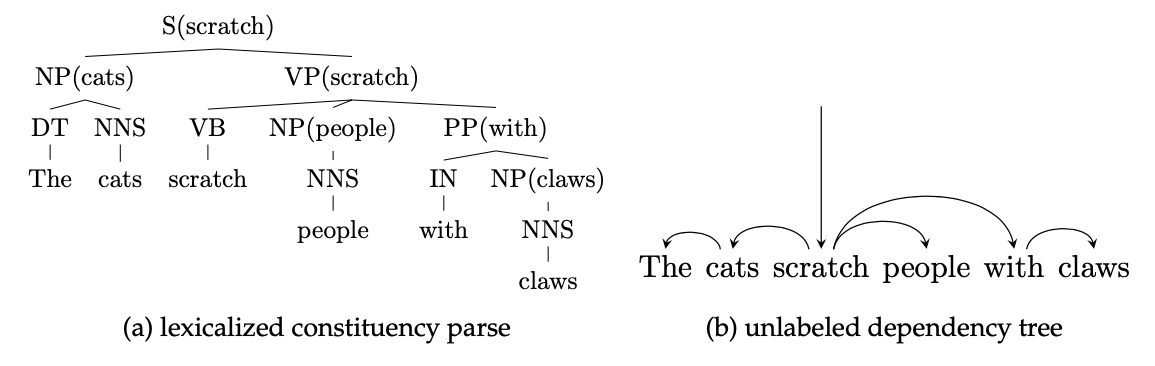 S(scratch)
NP(cats) VP(scratch)
DT NNS VB NP(people) PP(with)
The cats scratch NNS IN NP(claws)
people with NNS
claws
The cats scratch people with claws
(a) lexicalized constituency parse
(b) unlabeled dependency tree